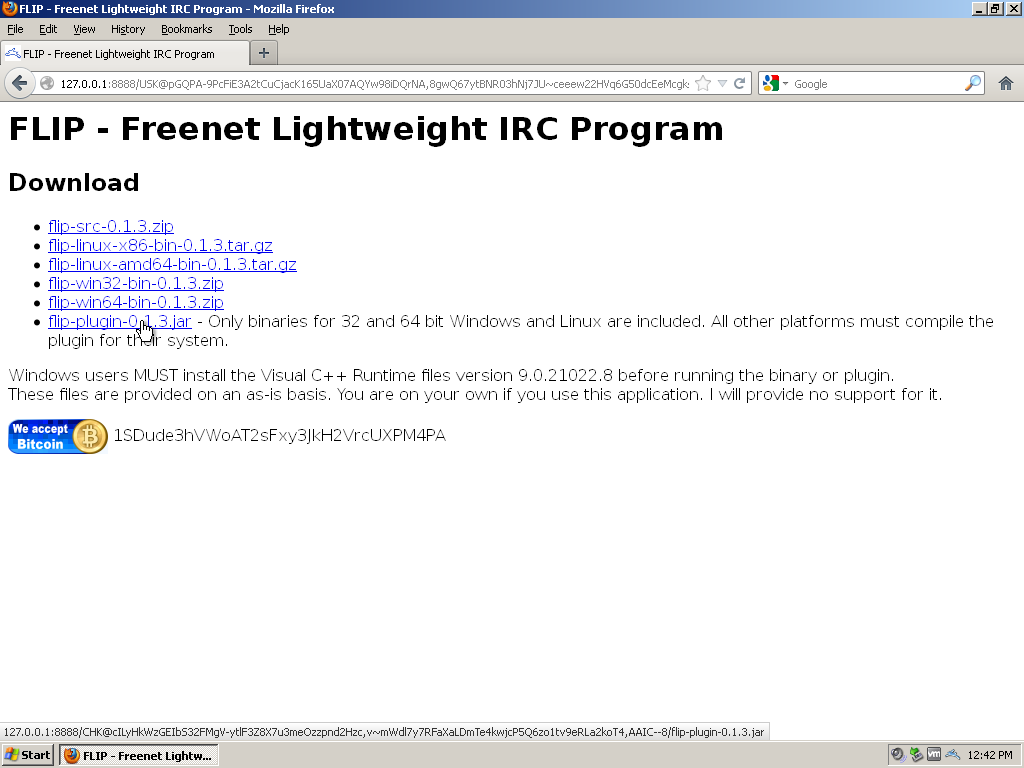 FLIP - Freenet Lightweight IRC Program - Mozilla Firefox
File Edit View History Bookmarks Tools Help
FLIP - Freenet Lightweight IRC Program
127.0.0.1:8888/USK@pGQPA-9PcFiE3A2tCuCjacK165UaX07AQYw98iDQrNA,8gwQ67ytBNR03hNj7JU~ceeew22HVq6G50dcEeMcgk
Google
FLIP - Freenet Lightweight IRC Program
Download
flip-src-0.1.3.zip
flip-linux-x86-bin-0.1.3.tar.gz
flip-linux-amd64-bin-0.1.3.tar.gz
flip-win32-bin-0.1.3.zip
flip-win64-bin-0.1.3.zip
flip-plugin-0.1.3.jar - Only binaries for 32 and 64 bit Windows and Linux are included. All other platforms must compile the
plugin for their system.
Windows users MUST install the Visual C++ Runtime files version 9.0.21022.8 before running the binary or plugin.
These files are provided on an as-is basis. You are on your own if you use this application. I will provide no support for it.
We accept
Bitcoin
1SDude3hVWoAT2sFxy3JkH2VrcUXPM4PA
127.0.0.1:8888/CHK@cILyHkWzGEIbS32FMgV-ytlF3Z8X7u3meOzzpnd2Hzc,v~mWdl7y7RFaXaLDmTe4kwjcP5Q6zo1tv9eRLa2koT4,AAIC--8/flip-plugin-0.1.3.jar
Start
FLIP - Freenet Lightw...
12:42 PM